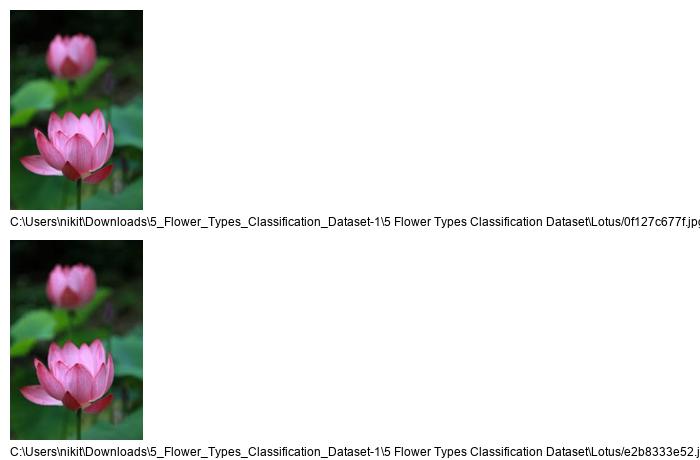 C:\Users\nikit\Downloads\5_Flower_Types_Classification_Dataset-1\5 Flower Types Classification Dataset\Lotus/0f127c677f.jpg
C:\Users\nikit\Downloads\5_Flower_Types_Classification_Dataset-1\5 Flower Types Classification Dataset\Lotus/e2b8333e52.j